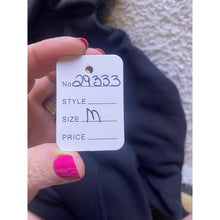 No 29333
STYLE
SIZE M
PRICE